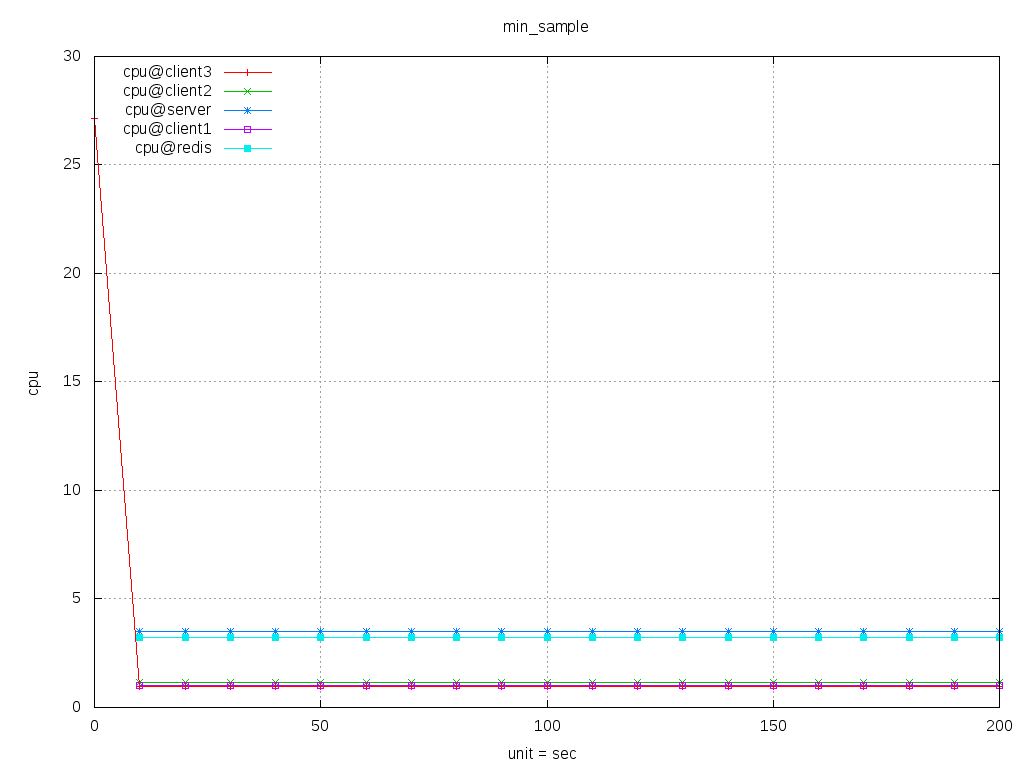 min_sample
30
cpu@client3
cpu@client2
cpu@server
cpu@client1
cpu@redis
25
20
15
cpu
10
5
0
0 50 100 150 200
unit = sec